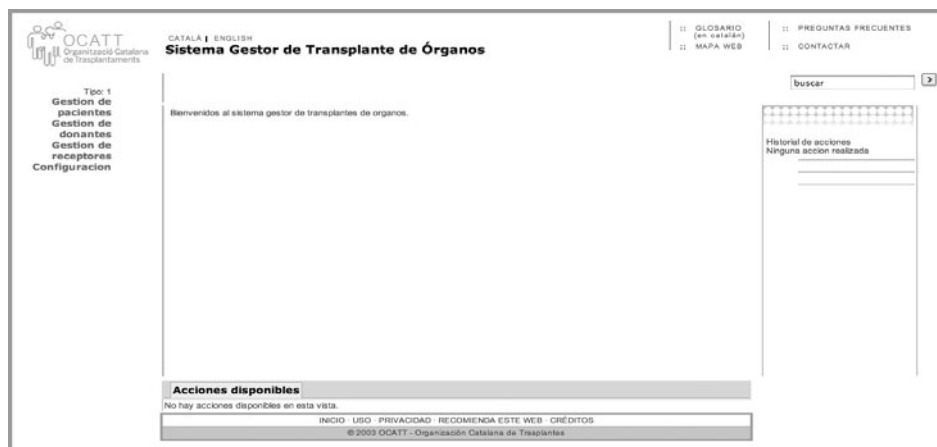 OCATT
Organització Catalana
de Trasplantaments
CATALÀ | ENGLISH
Sistema Gestor de Transplante de Órganos
:: GLOSARIO
(en catalán)
:: MAPA WEB
:: PREGUNTAS FRECUENTES
:: CONTACTAR
buscar
Tipo: 1
Gestion de
pacientes
Gestion de
donantes
Gestion de
receptores
Configuracion
Bienvenidos al sistema gestor de transplantes de organos.
Historial de acciones
Ninguna accion realizada
Acciones disponibles
No hay acciones disponibles en esta vista.
INICIO · USO · PRIVACIDAD · RECOMIENDA ESTE WEB · CRÉDITOS
© 2003 OCATT - Organización Catalana de Trasplantes